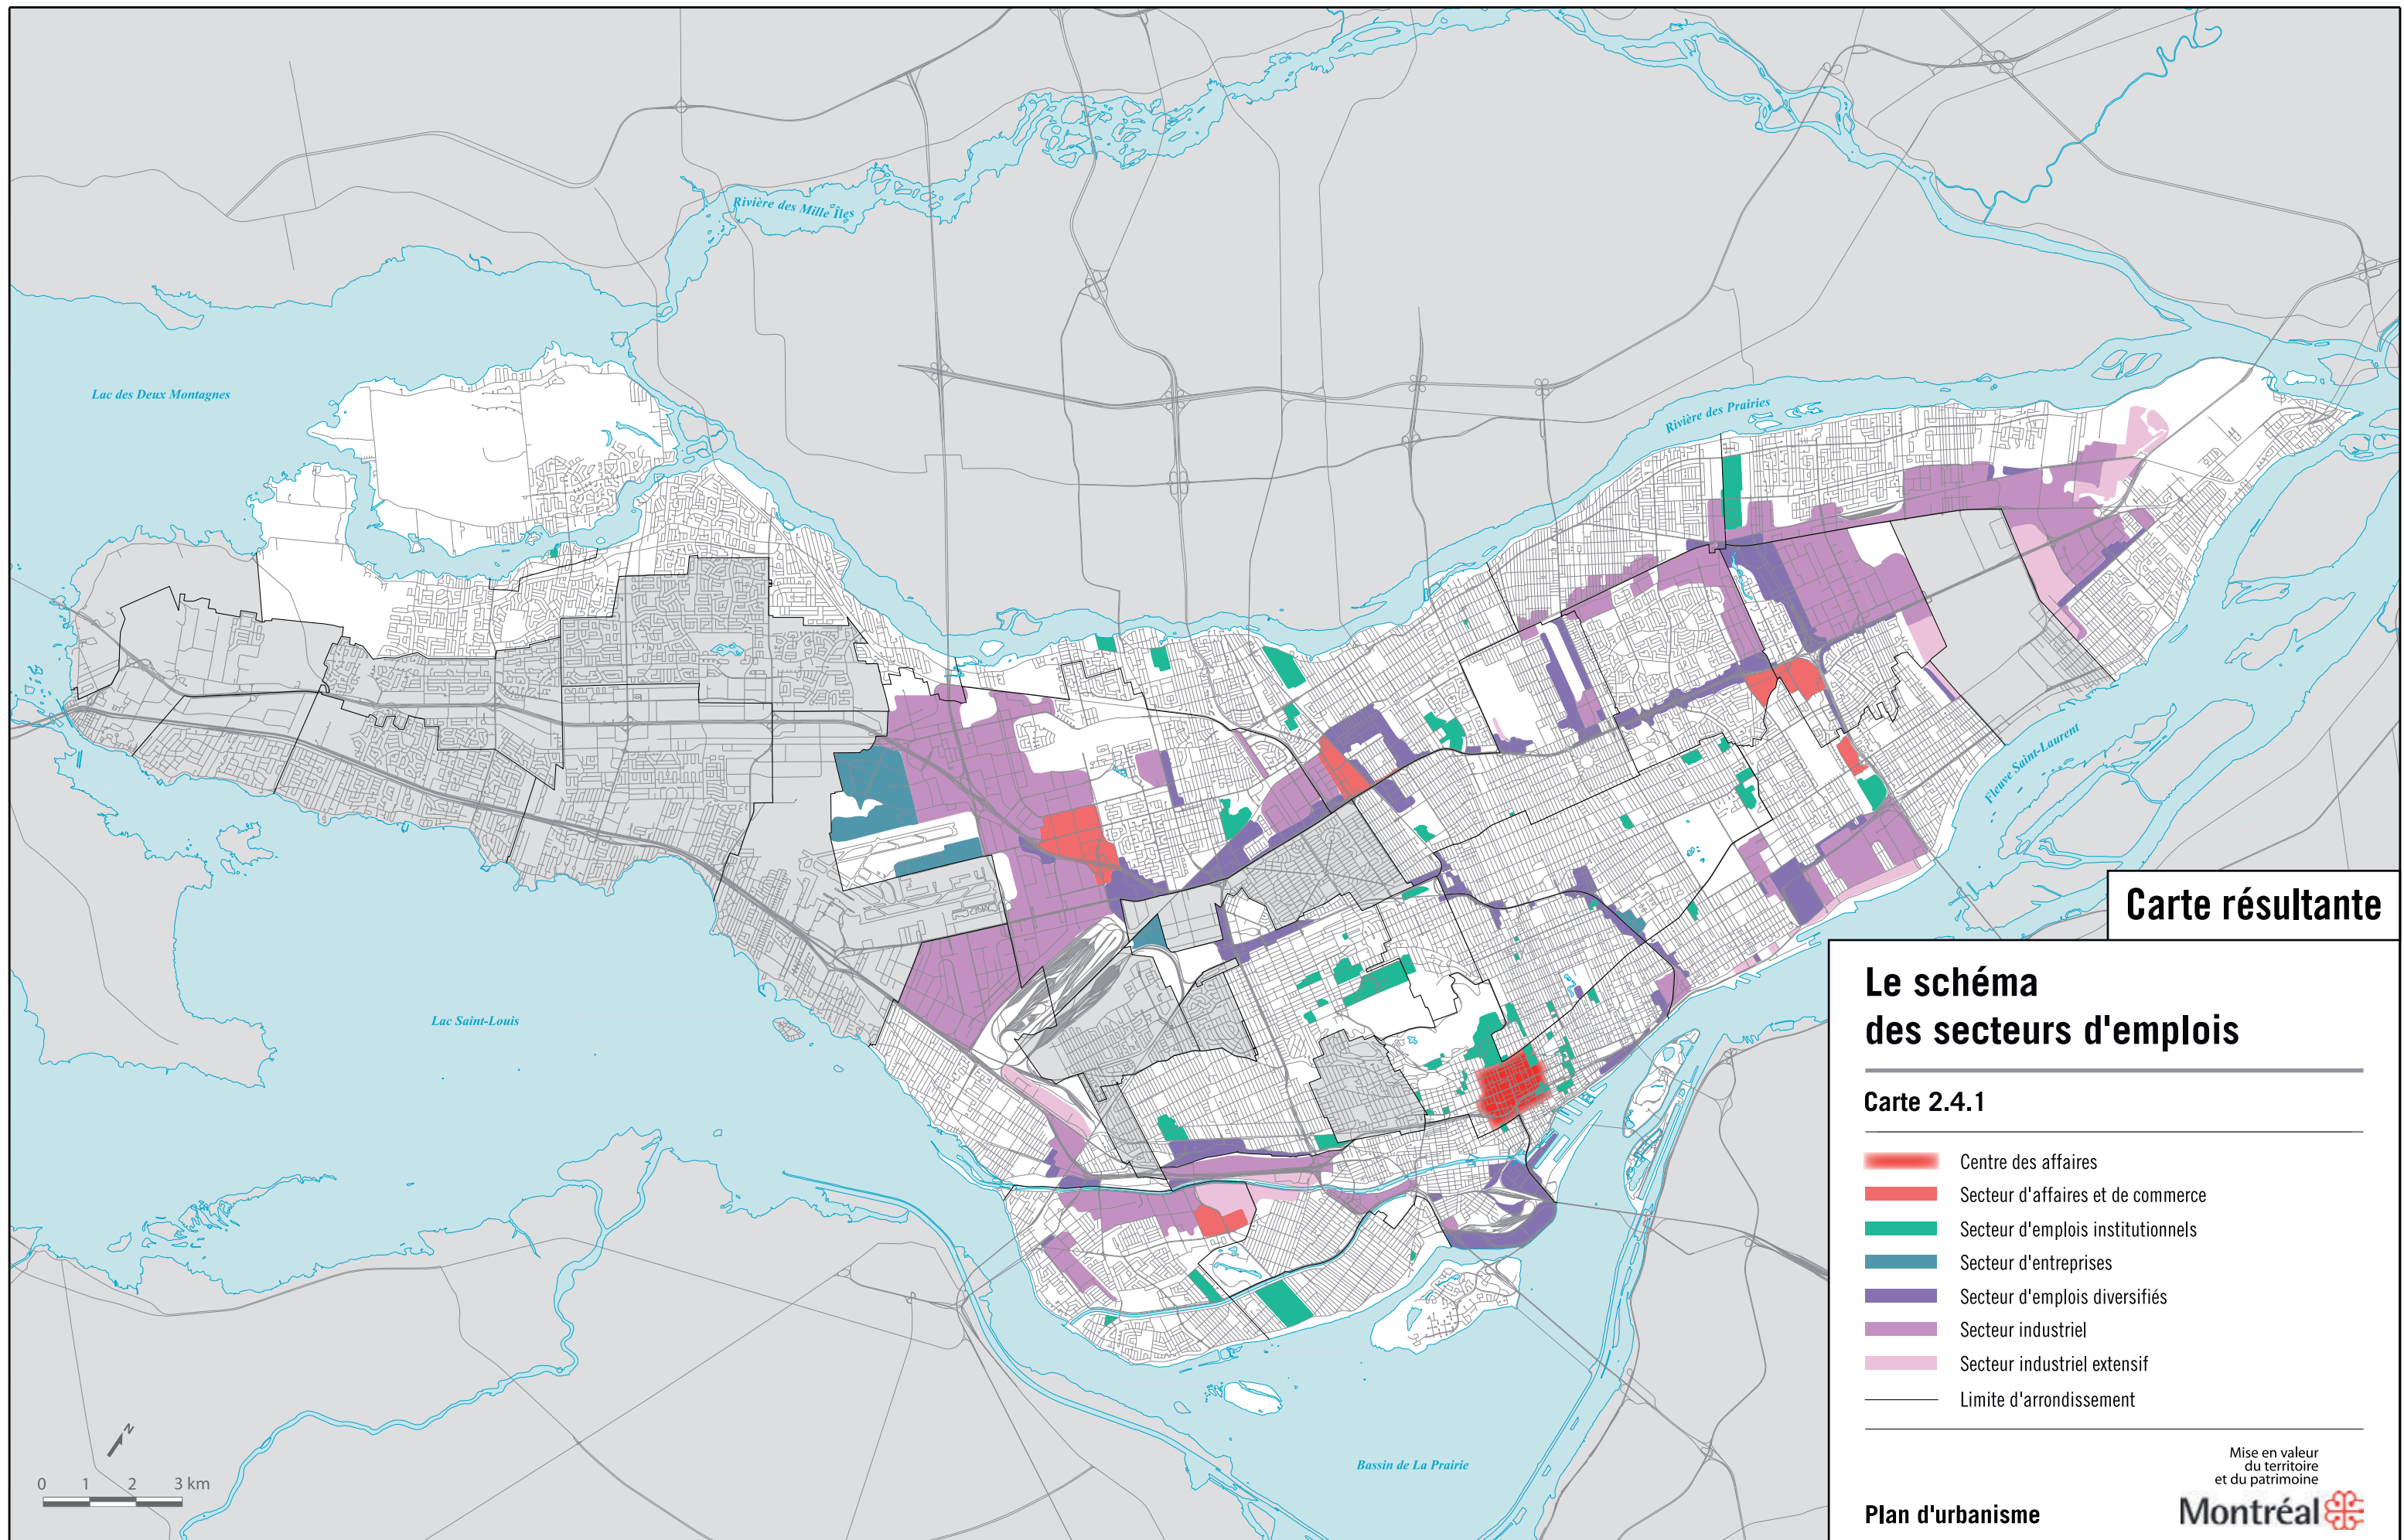 Rivière des Mille Îles
Lac des Deux Montagnes
Rivière des Prairies
Fleuve Saint-Laurent
Lac Saint-Louis
Bassin de La Prairie
Carte résultante
Le schéma
des secteurs d'emplois
Carte 2.4.1
Centre des affaires
Secteur d'affaires et de commerce
Secteur d'emplois institutionnels
Secteur d'entreprises
Secteur d'emplois diversifiés
Secteur industriel
Secteur industriel extensif
Limite d'arrondissement
Mise en valeur
du territoire
et du patrimoine
Plan d'urbanisme
Montréal
N
0 1 2 3 km